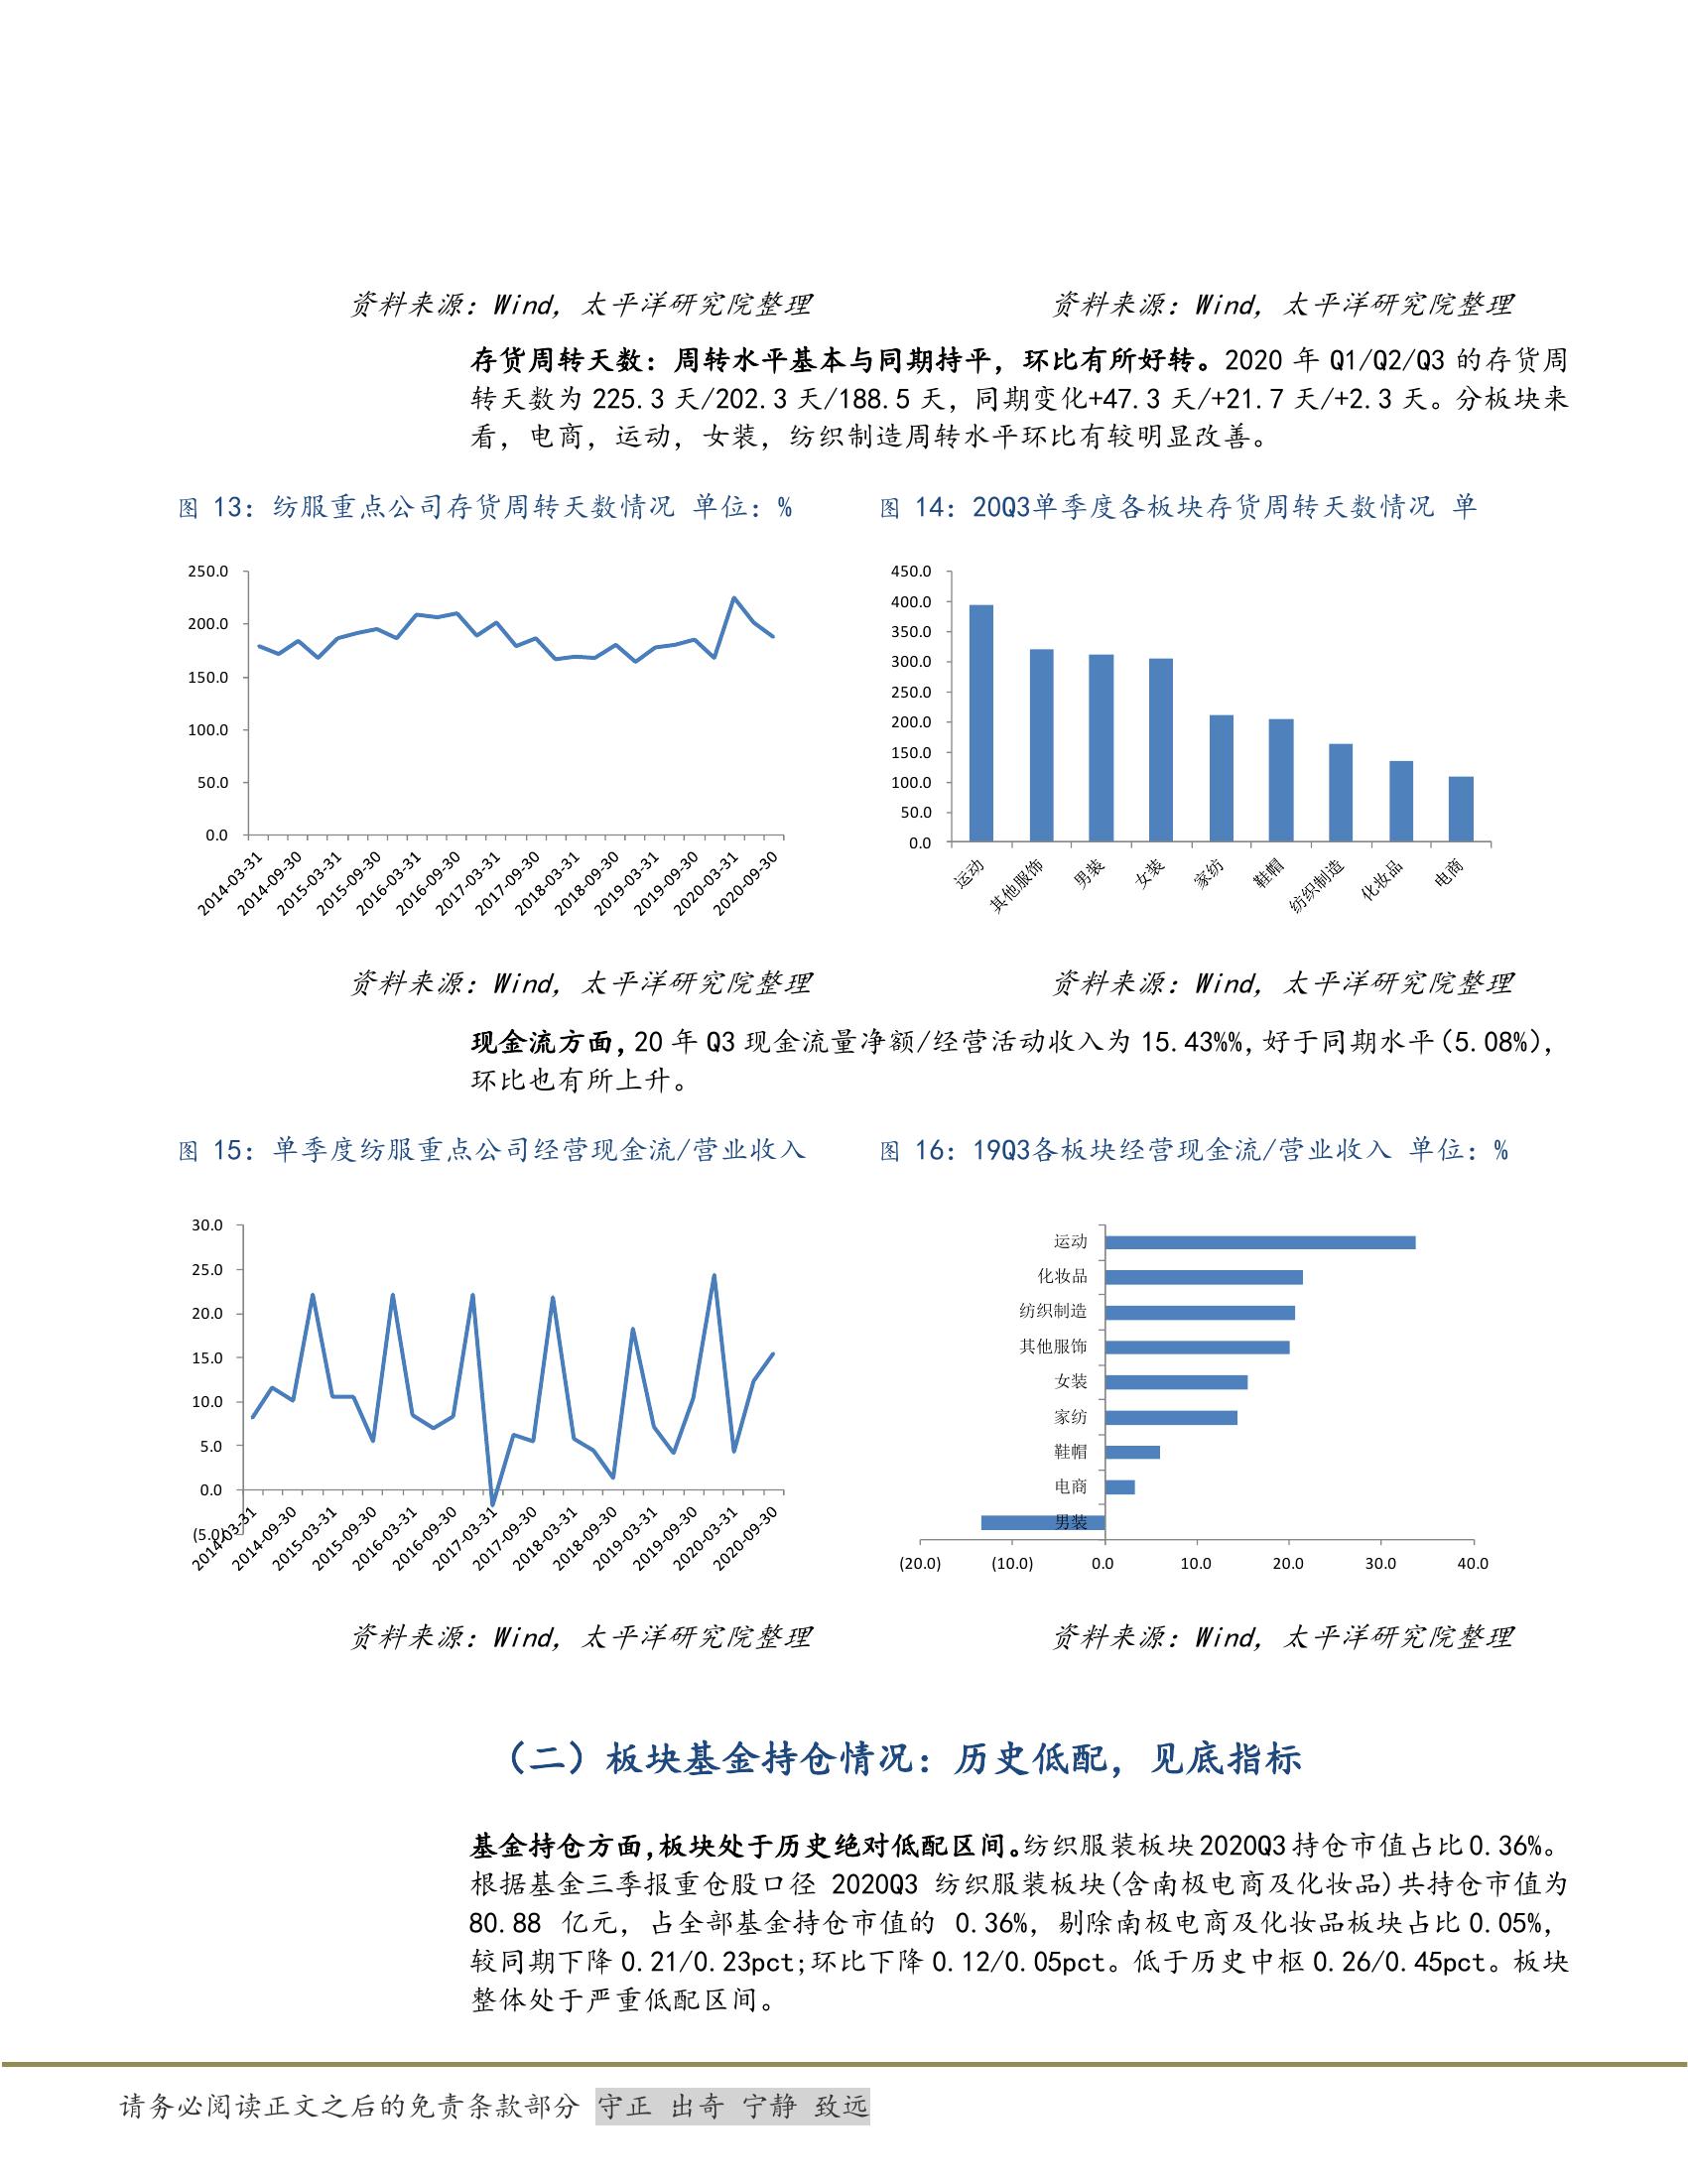 资料来源：Wind，太平洋研究院整理
资料来源：Wind，太平洋研究院整理
存货周转天数：周转水平基本与同期持平，环比有所好转。2020 年 Q1/Q2/Q3 的存货周
转天数为 225.3 天/202.3 天/188.5 天，同期变化+47.3 天/+21.7 天/+2.3 天。分板块来
看，电商，运动，女装，纺织制造周转水平环比有较明显改善。
图 13：纺服重点公司存货周转天数情况 单位：%
250.0
200.0
150.0
100.0
50.0
0.0
2014-03-31
2014-09-30
2015-03-31
2015-09-30
2016-03-31
2016-09-30
2017-03-31
2017-09-30
2018-03-31
2018-09-30
2019-03-31
2019-09-30
2020-03-31
2020-09-30
图 14：20Q3单季度各板块存货周转天数情况 单
450.0
400.0
350.0
300.0
250.0
200.0
150.0
100.0
50.0
0.0
运动
其他服饰
男装
女装
家纺
鞋帽
纺织制造
化妆品
电商
资料来源：Wind，太平洋研究院整理
资料来源：Wind，太平洋研究院整理
现金流方面，20 年 Q3 现金流量净额/经营活动收入为 15.43%%，好于同期水平（5.08%），
环比也有所上升。
图 15：单季度纺服重点公司经营现金流/营业收入
30.0
25.0
20.0
15.0
10.0
5.0
0.0
(5.0)
2014-03-31
2014-09-30
2015-03-31
2015-09-30
2016-03-31
2016-09-30
2017-03-31
2017-09-30
2018-03-31
2018-09-30
2019-03-31
2019-09-30
2020-03-31
2020-09-30
图 16：19Q3各板块经营现金流/营业收入 单位：%
运动
化妆品
纺织制造
其他服饰
女装
家纺
鞋帽
电商
男装
(20.0)
(10.0)
0.0
10.0
20.0
30.0
40.0
资料来源：Wind，太平洋研究院整理
资料来源：Wind，太平洋研究院整理
（二）板块基金持仓情况：历史低配，见底指标
基金持仓方面，板块处于历史绝对低配区间。纺织服装板块 2020Q3 持仓市值占比 0.36%。
根据基金三季报重仓股口径 2020Q3 纺织服装板块(含南极电商及化妆品)共持仓市值为
80.88 亿元，占全部基金持仓市值的 0.36%，剔除南极电商及化妆品板块占比 0.05%，
较同期下降 0.21/0.23pct;环比下降 0.12/0.05pct。低于历史中枢 0.26/0.45pct。板块
整体处于严重低配区间。
请务必阅读正文之后的免责条款部分 守正 出奇 宁静 致远